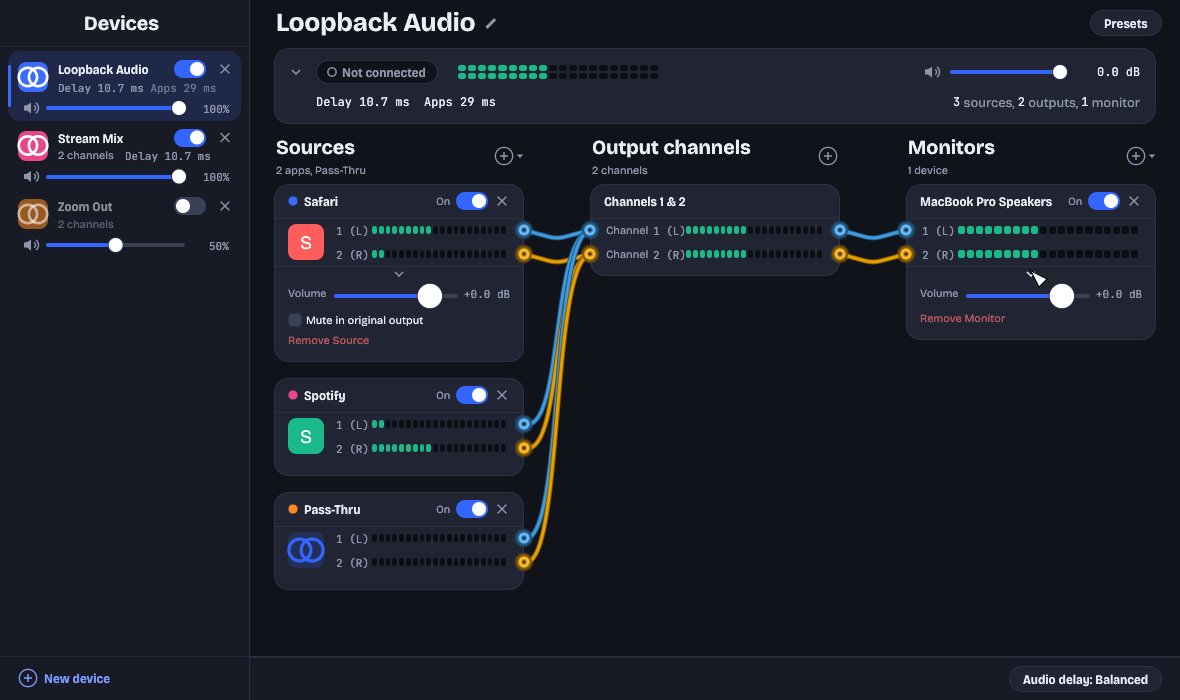 Devices
Loopback Audio
Delay 10.7 ms Apps 29 ms
100%
Stream Mix
2 channels Delay 10.7 ms
100%
Zoom Out
2 channels
50%
New device
Loopback Audio
Presets
Not connected
0.0 dB
Delay 10.7 ms Apps 29 ms
3 sources, 2 outputs, 1 monitor
Sources
2 apps, Pass-Thru
Safari On
S
1 (L)
2 (R)
Volume +0.0 dB
Mute in original output
Remove Source
Spotify On
S
1 (L)
2 (R)
Pass-Thru On
1 (L)
2 (R)
Output channels
2 channels
Channels 1 & 2
Channel 1 (L)
Channel 2 (R)
Monitors
1 device
MacBook Pro Speakers On
1 (L)
2 (R)
Volume +0.0 dB
Remove Monitor
Audio delay: Balanced